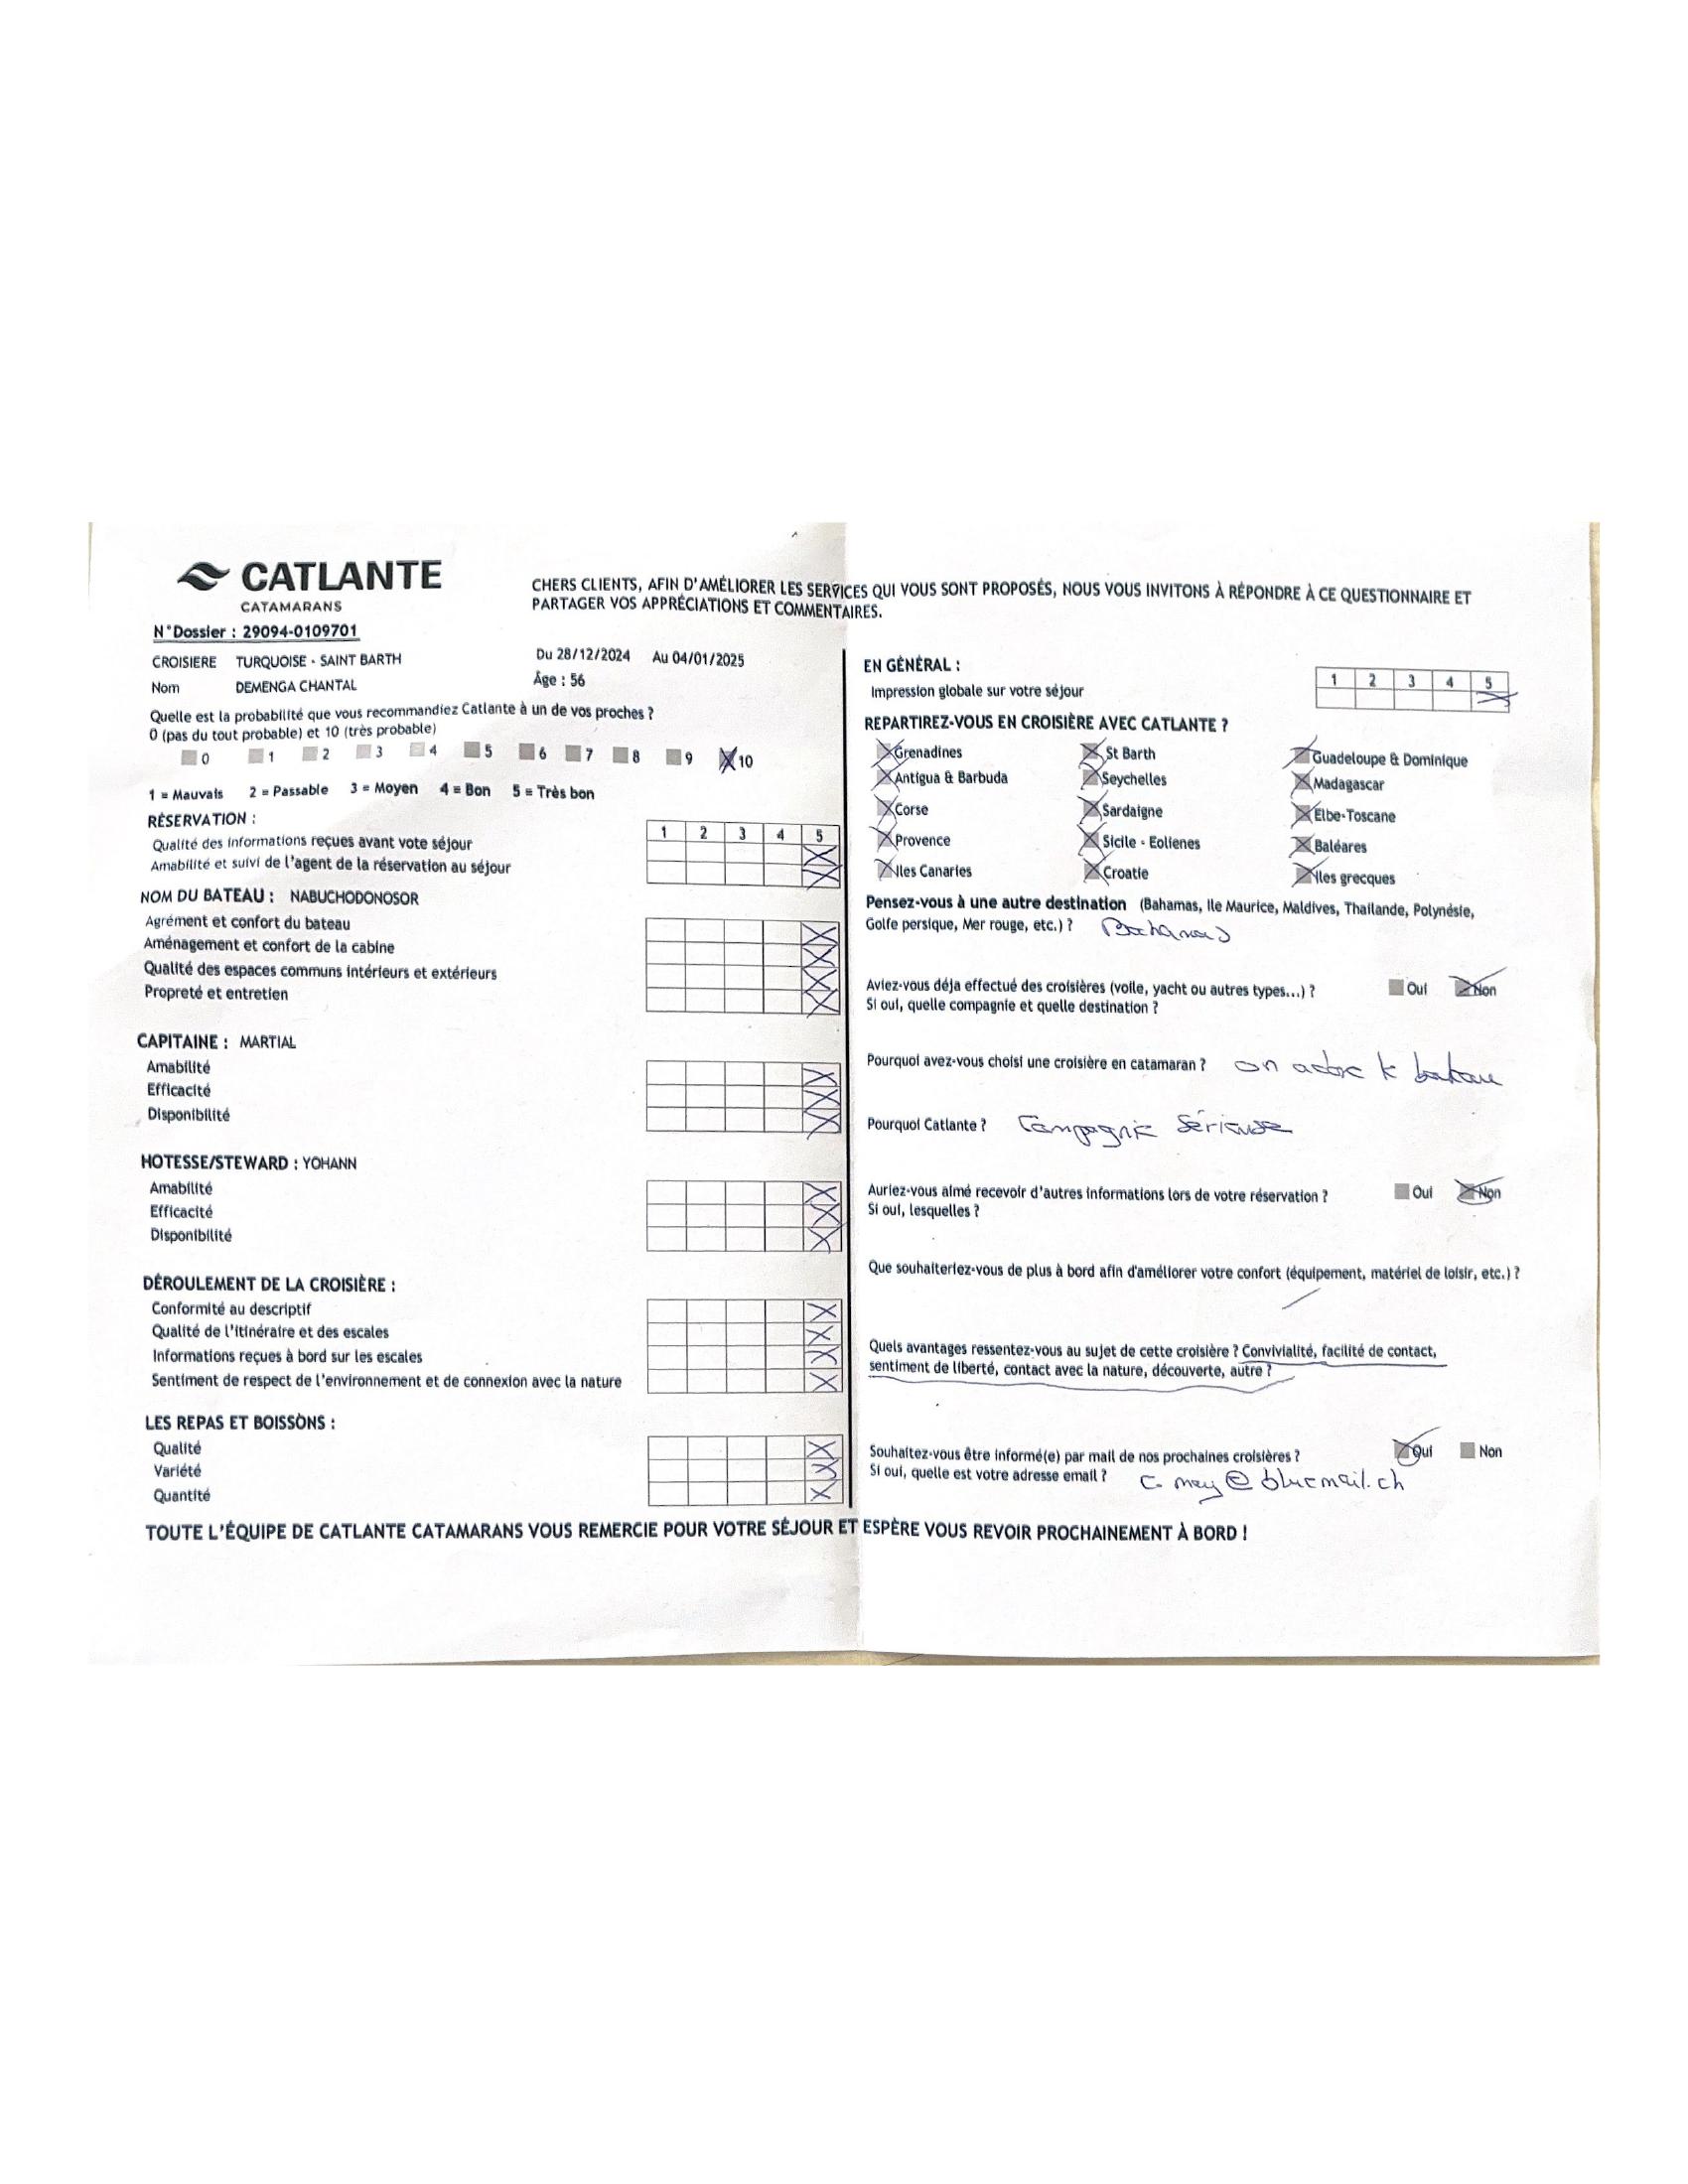 CATLANTE
CATAMARANS
CHERS CLIENTS, AFIN D'AMÉLIORER LES SERVICES QUI VOUS SONT PROPOSÉS, NOUS VOUS INVITONS À RÉPONDRE À CE QUESTIONNAIRE ET
PARTAGER VOS APPRÉCIATIONS ET COMMENTAIRES.
N°Dossier : 29094-0109701
CROISIERE TURQUOISE - SAINT BARTH Du 28/12/2024 Au 04/01/2025
Nom DEMENGA CHANTAL Âge : 56
Quelle est la probabilité que vous recommandiez Catlante à un de vos proches ?
0 (pas du tout probable) et 10 (très probable)
0 1 2 3 4 5 6 7 8 9 10
1 = Mauvais 2 = Passable 3 = Moyen 4 = Bon 5 = Très bon
RÉSERVATION :
1 2 3 4 5
Qualité des informations reçues avant vote séjour
Amabilité et suivi de l'agent de la réservation au séjour
NOM DU BATEAU : NABUCHODONOSOR
Agrément et confort du bateau
Aménagement et confort de la cabine
Qualité des espaces communs intérieurs et extérieurs
Propreté et entretien
CAPITAINE : MARTIAL
Amabilité
Efficacité
Disponibilité
HOTESSE/STEWARD : YOHANN
Amabilité
Efficacité
Disponibilité
DÉROULEMENT DE LA CROISIÈRE :
Conformité au descriptif
Qualité de l'itinéraire et des escales
Informations reçues à bord sur les escales
Sentiment de respect de l'environnement et de connexion avec la nature
LES REPAS ET BOISSONS :
Qualité
Variété
Quantité
EN GÉNÉRAL :
1 2 3 4 5
Impression globale sur votre séjour
REPARTIREZ-VOUS EN CROISIÈRE AVEC CATLANTE ?
Grenadines St Barth Guadeloupe & Dominique
Antigua & Barbuda Seychelles Madagascar
Corse Sardaigne Elbe-Toscane
Provence Sicile - Eoliennes Baléares
Iles Canaries Croatie Iles grecques
Pensez-vous à une autre destination (Bahamas, Ile Maurice, Maldives, Thailande, Polynésie,
Golfe persique, Mer rouge, etc.) ? Bahamas
Aviez-vous déja effectué des croisières (voile, yacht ou autres types...) ? Oui Non
Si oui, quelle compagnie et quelle destination ?
Pourquoi avez-vous choisi une croisière en catamaran ? on adore le bateau
Pourquoi Catlante ? Compagnie Sérieuse
Auriez-vous aimé recevoir d'autres informations lors de votre réservation ? Oui Non
Si oui, lesquelles ?
Que souhaiteriez-vous de plus à bord afin d'améliorer votre confort (équipement, matériel de loisir, etc.) ?
Quels avantages ressentez-vous au sujet de cette croisière ? Convivialité, facilité de contact,
sentiment de liberté, contact avec la nature, découverte, autre ?
Souhaitez-vous être informé(e) par mail de nos prochaines croisières ? Oui Non
Si oui, quelle est votre adresse email ? c.may@bluemail.ch
TOUTE L'ÉQUIPE DE CATLANTE CATAMARANS VOUS REMERCIE POUR VOTRE SÉJOUR ET ESPÈRE VOUS REVOIR PROCHAINEMENT À BORD !